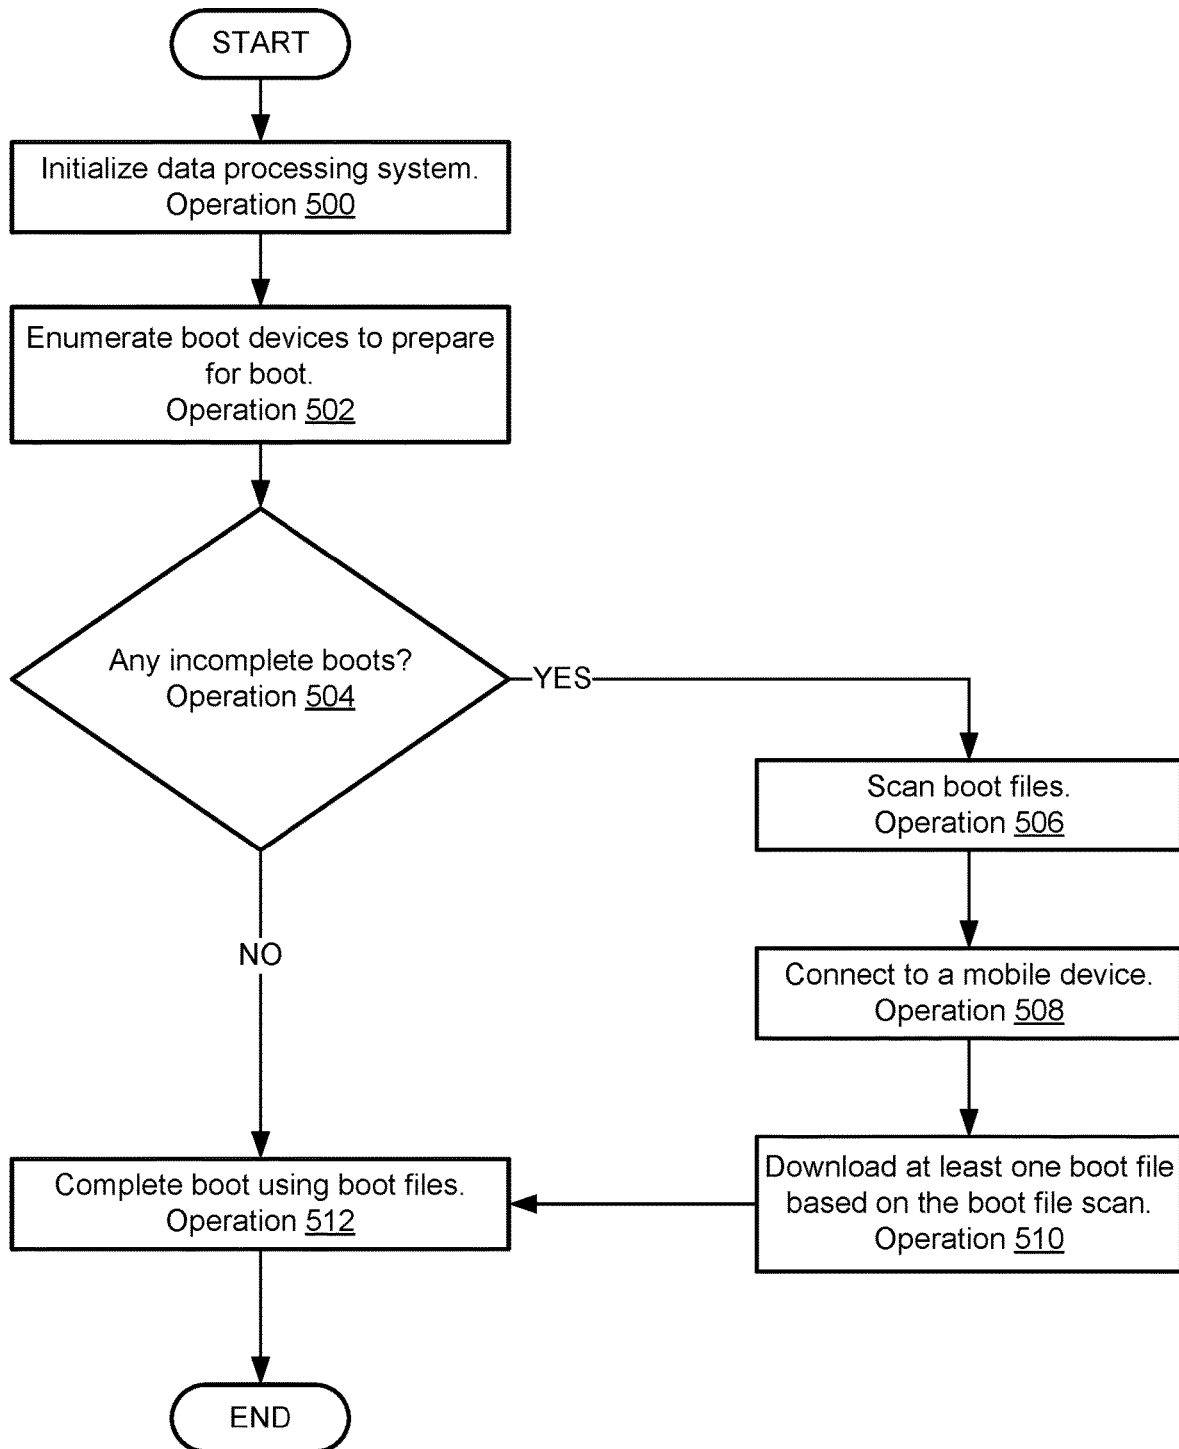 START
Initialize data processing system.
Operation 500
Enumerate boot devices to prepare
for boot.
Operation 502
Any incomplete boots?
Operation 504
YES
Scan boot files.
Operation 506
Connect to a mobile device.
Operation 508
Download at least one boot file
based on the boot file scan.
Operation 510
NO
Complete boot using boot files.
Operation 512
END